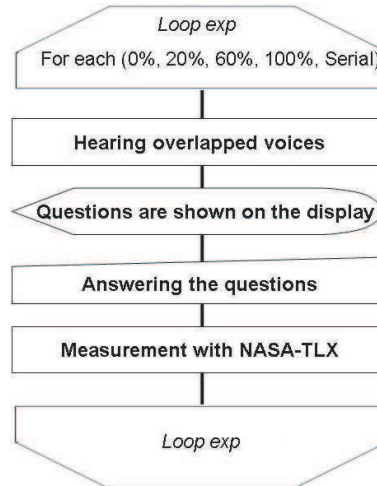 Loop exp
For each (0%, 20%, 60%, 100%, Serial)
Hearing overlapped voices
Questions are shown on the display
Answering the questions
Measurement with NASA-TLX
Loop exp